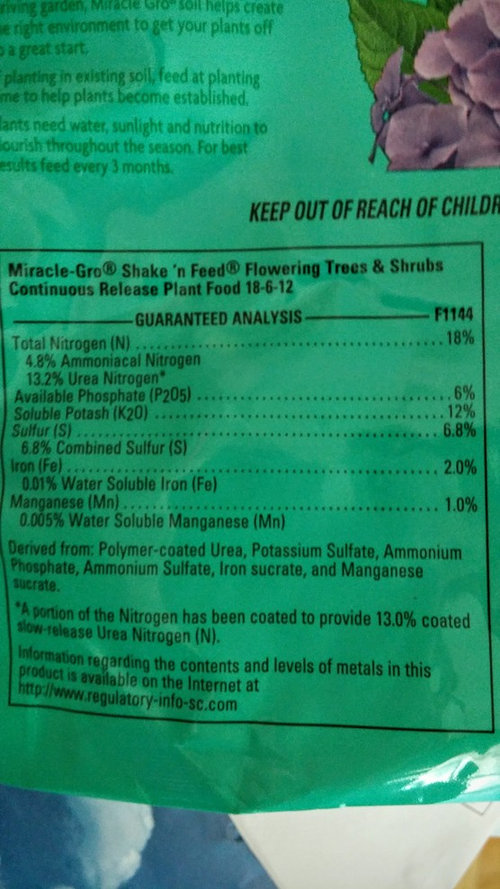 riving garden, Miracle Gro® soil helps create
right environment to get your plants off
a great start.
planting in existing soil, feed at planting
me to help plants become established.
lants need water, sunlight and nutrition to
lourish throughout the season. For best
esults feed every 3 months.
KEEP OUT OF REACH OF CHILDR
Miracle-Gro® Shake 'n Feed® Flowering Trees & Shrubs
Continuous Release Plant Food 18-6-12
F1144
GUARANTEED ANALYSIS
Total Nitrogen (N) 18%
4.8% Ammoniacal Nitrogen
13.2% Urea Nitrogen*
Available Phosphate (P2O5) 6%
Soluble Potash (K2O) 12%
Sulfur (S) 6.8%
6.8% Combined Sulfur (S)
Iron (Fe) 2.0%
0.01% Water Soluble Iron (Fe)
Manganese (Mn) 1.0%
0.005% Water Soluble Manganese (Mn)
Derived from: Polymer-coated Urea, Potassium Sulfate, Ammonium
Phosphate, Ammonium Sulfate, Iron sucrate, and Manganese
sucrate.
*A portion of the Nitrogen has been coated to provide 13.0% coated
slow-release Urea Nitrogen (N).
Information regarding the contents and levels of metals in this
product is available on the Internet at
http://www.regulatory-info-sc.com